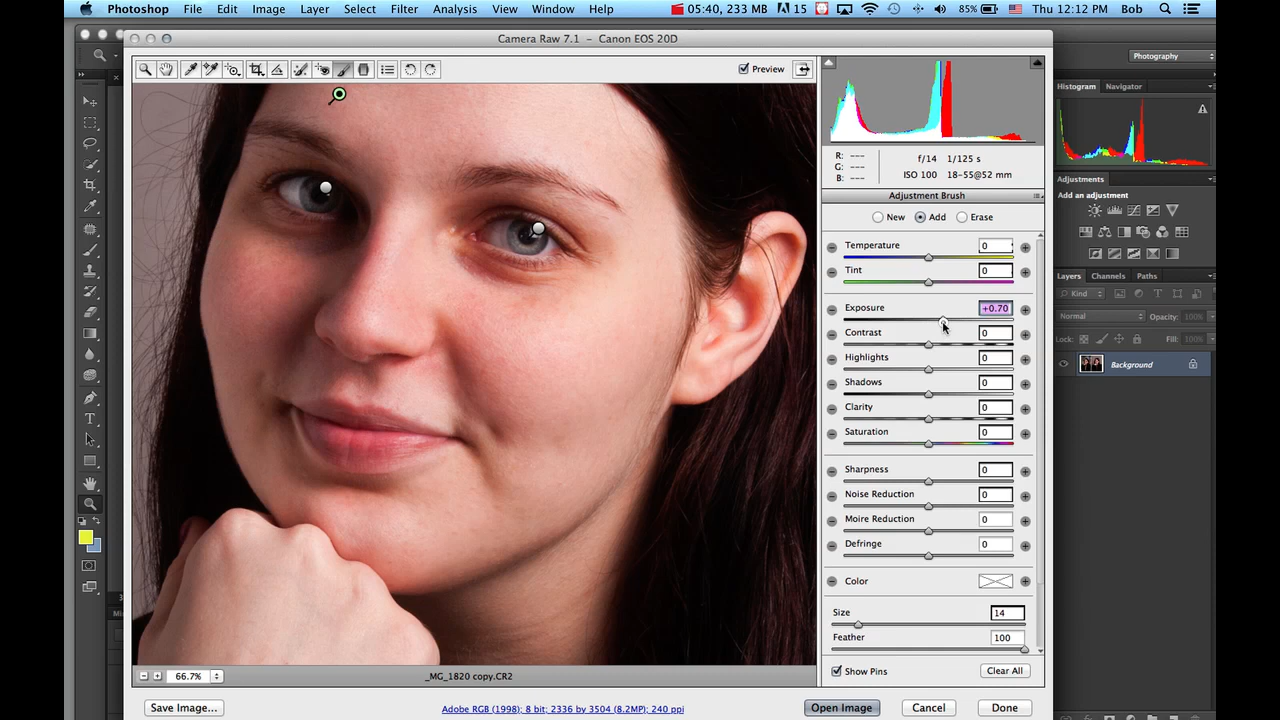 Photoshop File Edit Image Layer Select Filter Analysis View Window Help 05:40, 233 MB 15 85% Thu 12:12 PM Bob
Camera Raw 7.1 – Canon EOS 20D
Photography
Preview
Histogram Navigator
R: ---
G: ---
B: ---
f/14 1/125 s
ISO 100 18-55@52 mm
Adjustment Brush
New Add Erase
Temperature 0
Tint 0
Exposure +0.70
Contrast 0
Highlights 0
Shadows 0
Clarity 0
Saturation 0
Sharpness 0
Noise Reduction 0
Moire Reduction 0
Defringe 0
Color
Size 14
Feather 100
Show Pins Clear All
Adjustments
Add an adjustment
Layers Channels Paths
Kind
Normal Opacity: 100%
Lock: Fill: 100%
Background
66.7% _MG_1820 copy.CR2
Save Image... Adobe RGB (1998); 8 bit; 2336 by 3504 (8.2MP); 240 ppi Open Image Cancel Done